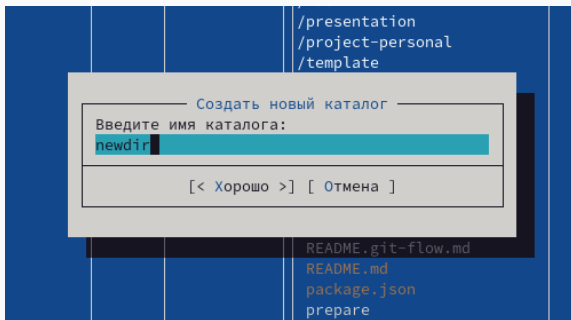 /presentation
/project-personal
/template
Создать новый каталог
Введите имя каталога:
newdir
[< Хорошо >] [ Отмена ]
README.git-flow.md
README.md
package.json
prepare